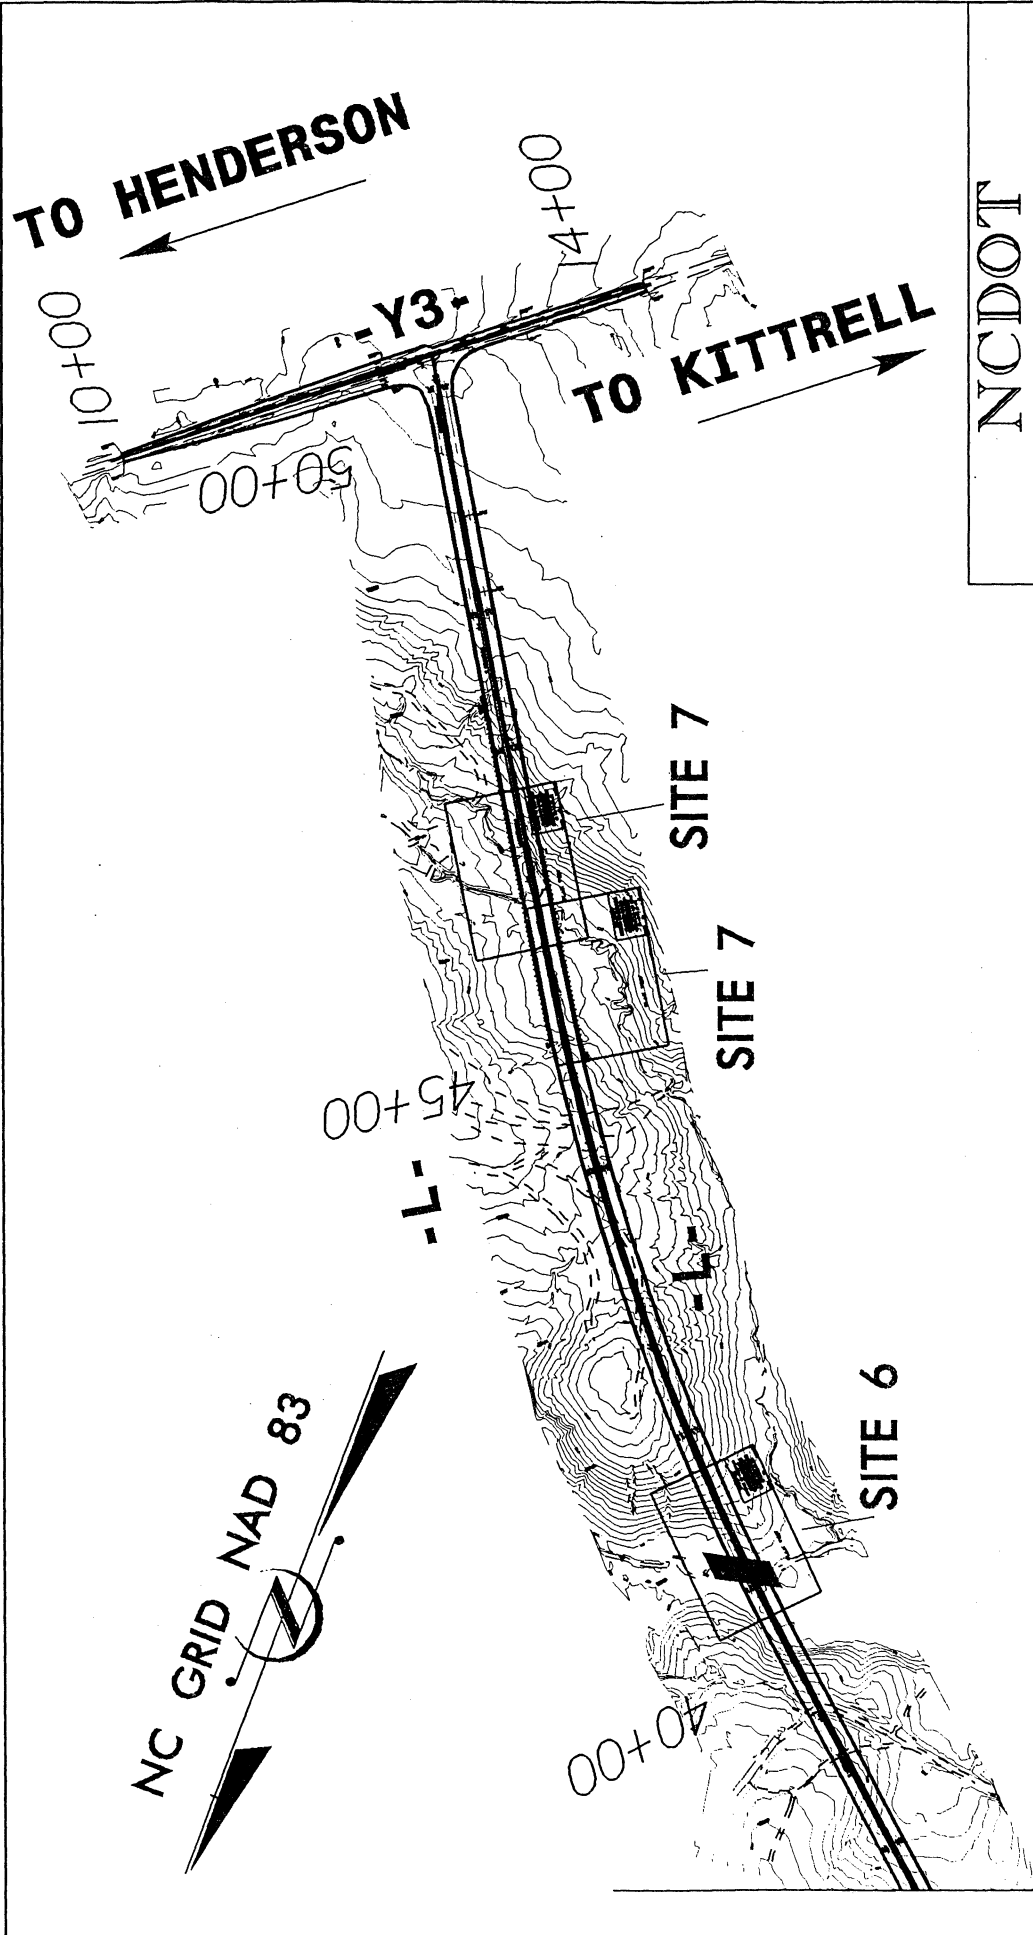 TO HENDERSON
14+00
10+00
-Y3-
TO KITTRELL
NCDOT
50+00
SITE 7
SITE 7
45+00
-L-
-L-
NC GRID NAD 83
SITE 6
40+00